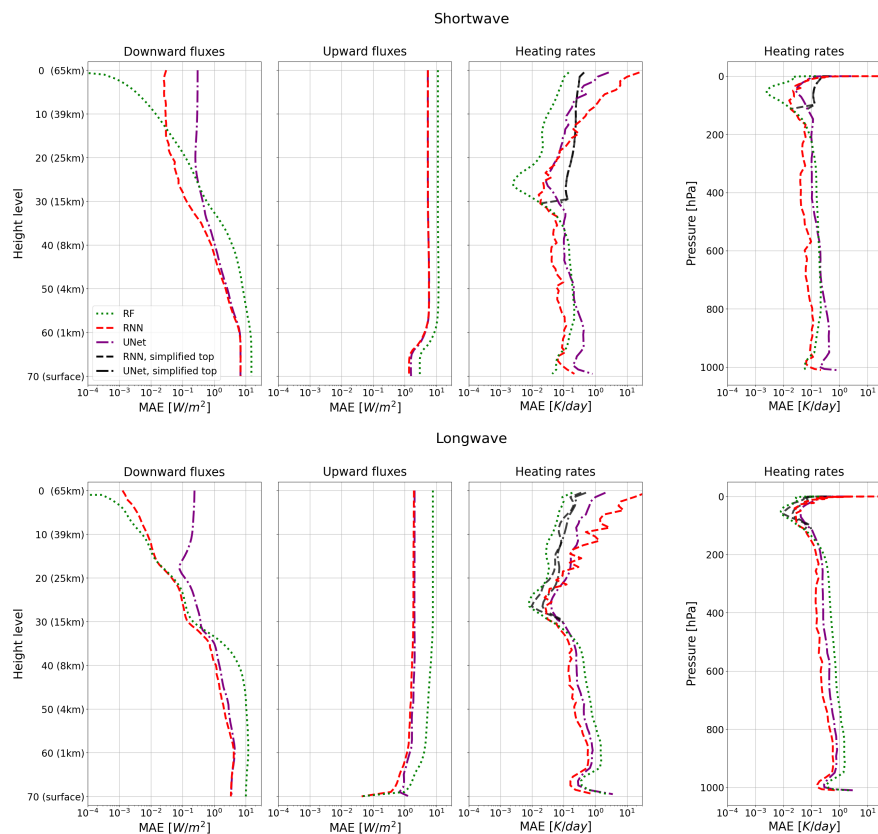 Shortwave
Downward fluxes
Upward fluxes
Heating rates
Heating rates
Height level
0 (65km)
10 (39km)
20 (25km)
30 (15km)
40 (8km)
50 (4km)
60 (1km)
70 (surface)
RF
RNN
UNet
RNN, simplified top
UNet, simplified top
Pressure [hPa]
0
200
400
600
800
1000
10⁻⁴ 10⁻³ 10⁻² 10⁻¹ 10⁰ 10¹
10⁻⁴ 10⁻³ 10⁻² 10⁻¹ 10⁰ 10¹
10⁻⁴ 10⁻³ 10⁻² 10⁻¹ 10⁰ 10¹
10⁻⁴ 10⁻³ 10⁻² 10⁻¹ 10⁰ 10¹
MAE [W/m²]
MAE [W/m²]
MAE [K/day]
MAE [K/day]
Longwave
Downward fluxes
Upward fluxes
Heating rates
Heating rates
Height level
0 (65km)
10 (39km)
20 (25km)
30 (15km)
40 (8km)
50 (4km)
60 (1km)
70 (surface)
Pressure [hPa]
0
200
400
600
800
1000
10⁻⁴ 10⁻³ 10⁻² 10⁻¹ 10⁰ 10¹
10⁻⁴ 10⁻³ 10⁻² 10⁻¹ 10⁰ 10¹
10⁻⁴ 10⁻³ 10⁻² 10⁻¹ 10⁰ 10¹
10⁻⁴ 10⁻³ 10⁻² 10⁻¹ 10⁰ 10¹
MAE [W/m²]
MAE [W/m²]
MAE [K/day]
MAE [K/day]